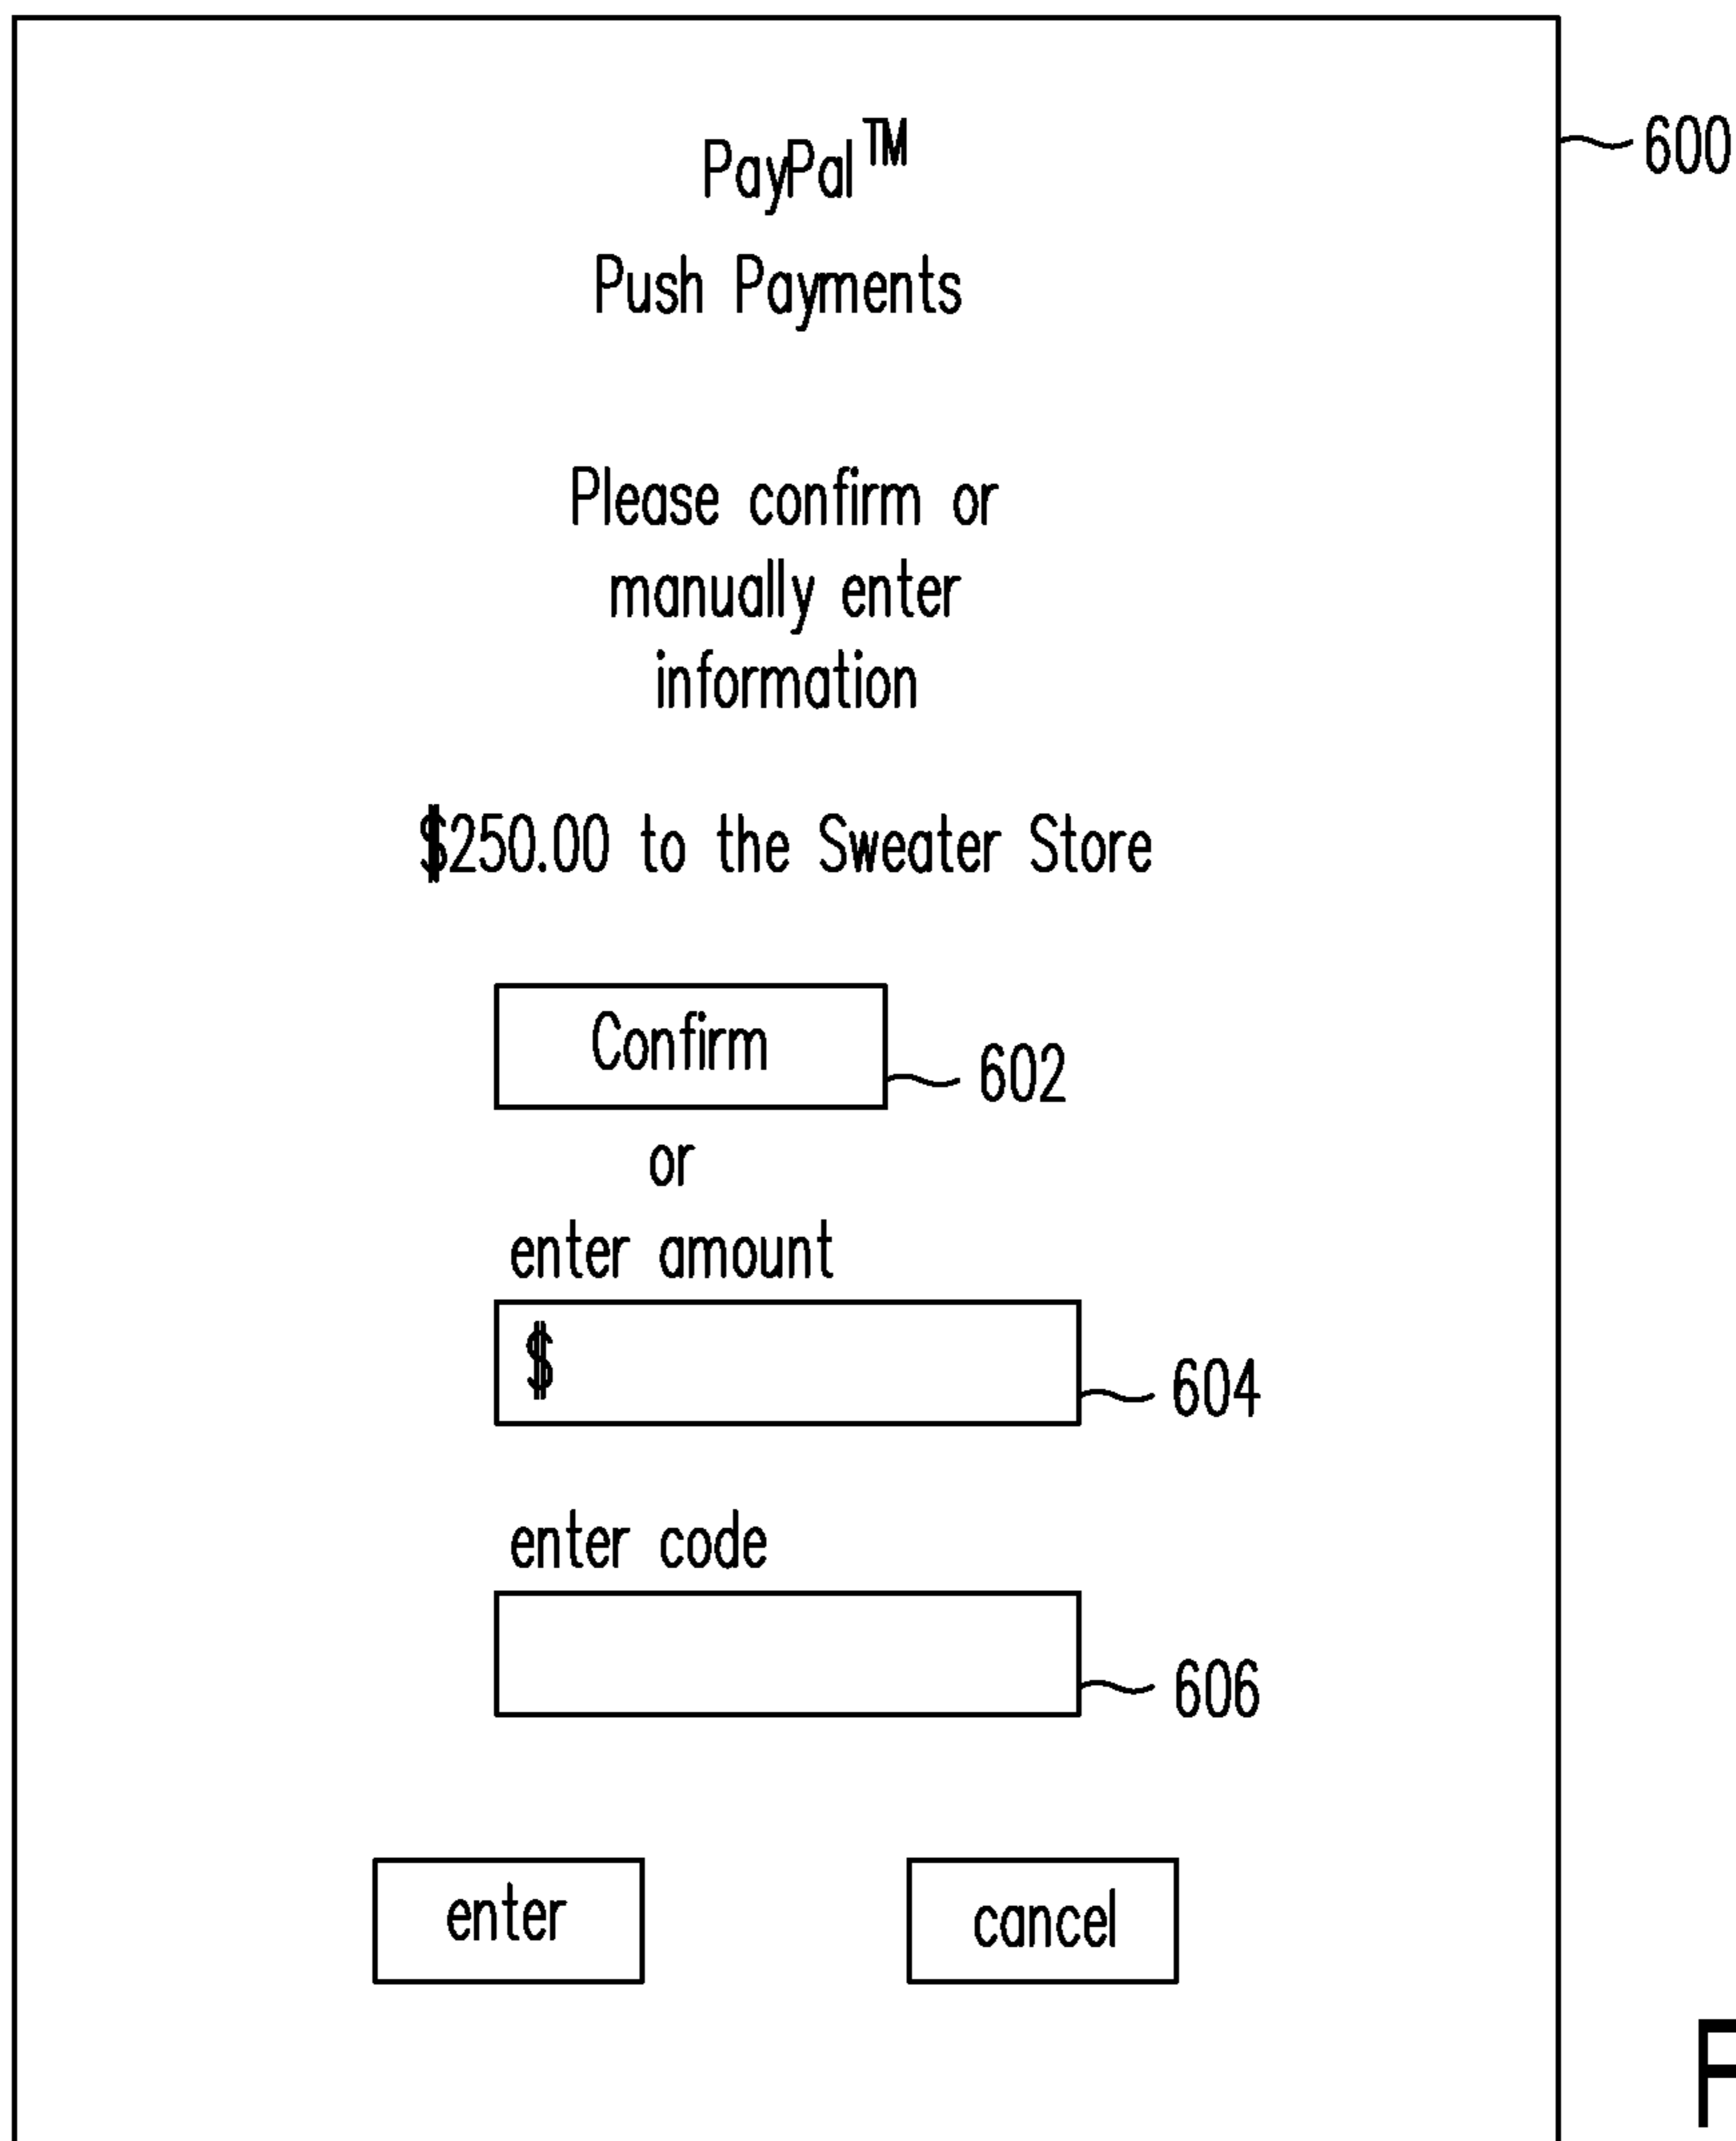 PayPal™
600
Push Payments
Please confirm or
manually enter
information
$250.00 to the Sweater Store
Confirm
602
or
enter amount
$
604
enter code
606
enter
cancel
F